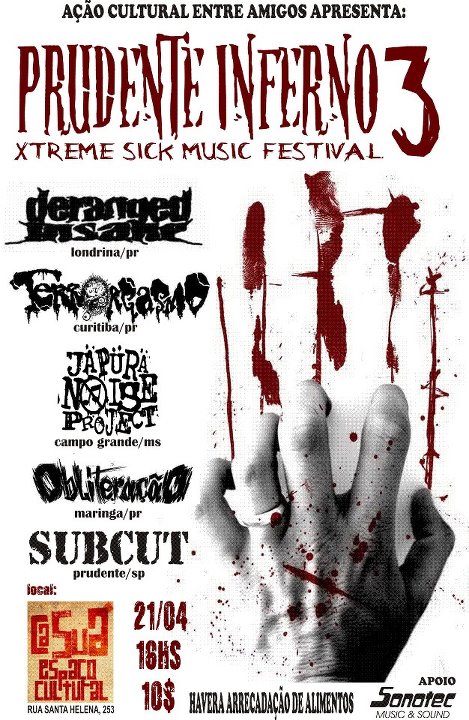 AÇÃO CULTURAL ENTRE AMIGOS APRESENTA:
PRUDENTE INFERNO 3
XTREME SICK MUSIC FESTIVAL
deranged
insane
londrina/pr
TERRORGASMO
curitiba/pr
JAPURA
NOISE
PROJECT
campo grande/ms
Obliteração
maringa/pr
SUBCUT
prudente/sp
local:
@SUA
espaço
cultural
RUA SANTA HELENA, 253
21/04
16HS
10$
HAVERA ARRECADAÇÃO DE ALIMENTOS
APOIO
Sonotec
MUSIC & SOUND